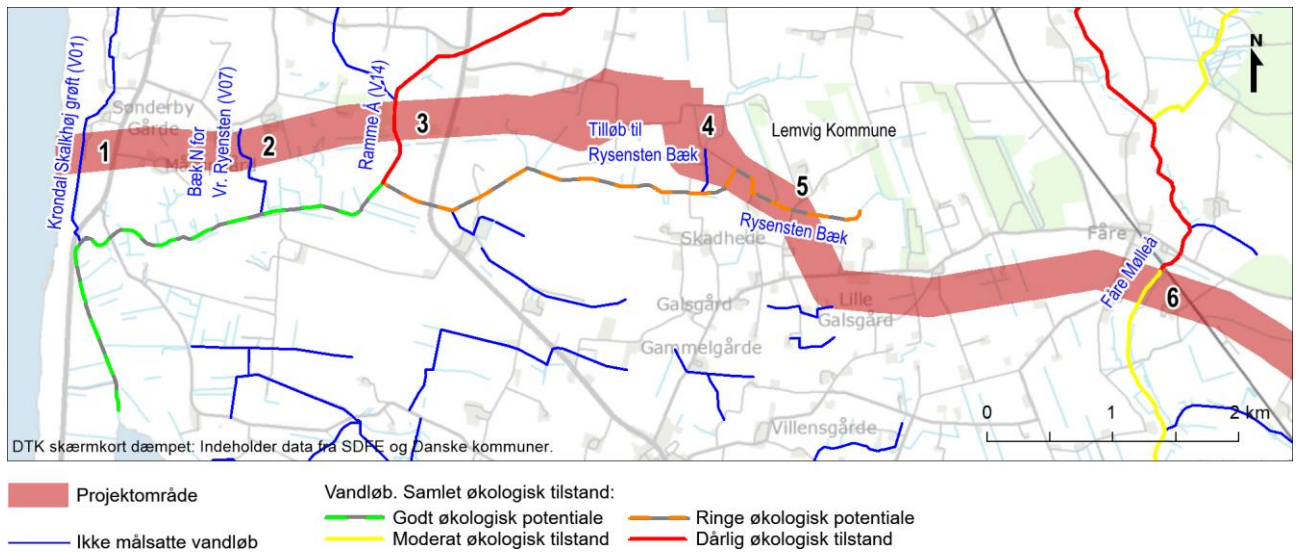 Krondal Skalkhøj grøft (V01)
Sønderby
Gårde
1
Bæk N for
Vr. Ryensten (V07)
2
Ramme Å (V14)
3
Tilløb til
Rysensten Bæk
4
Lemvig Kommune
N
5
Rysensten Bæk
Skadhede
Fåre
Fåre Mølleå
6
Galsgård
Lille
Galsgård
Gammelgårde
Villensgårde
0 1 2 km
DTK skærmkort dæmpet: Indeholder data fra SDFE og Danske kommuner.
Projektområde
Ikke målsatte vandløb
Vandløb. Samlet økologisk tilstand:
Godt økologisk potentiale
Moderat økologisk tilstand
Ringe økologisk potentiale
Dårlig økologisk tilstand